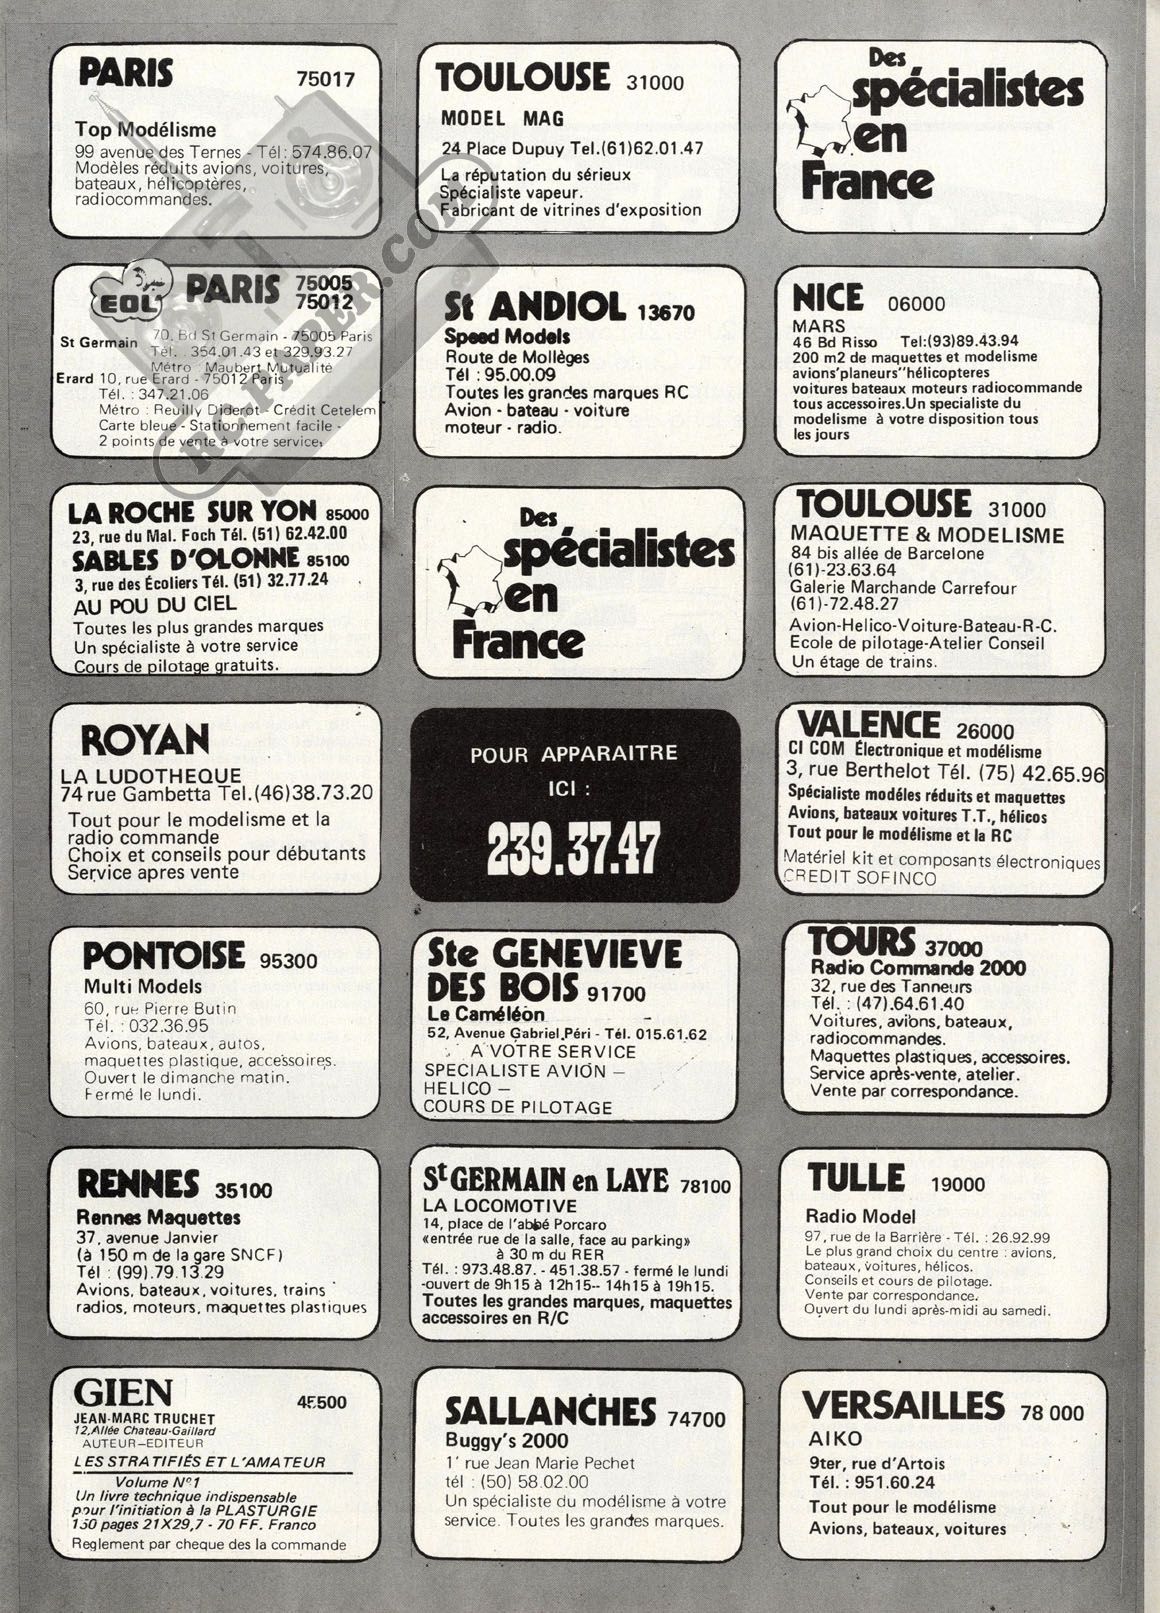 PARIS 75017
Top Modélisme
99 avenue des Ternes - Tél : 574.86.07
Modèles réduits avions, voitures,
bateaux, hélicoptères,
radiocommandes.
TOULOUSE 31000
MODEL MAG
24 Place Dupuy Tel.(61)62.01.47
La réputation du sérieux
Spécialiste vapeur.
Fabricant de vitrines d'exposition
Des
spécialistes
en
France
RC-PAPER.COM
EOL PARIS 75005
75012
St Germain 70, Bd St Germain - 75005 Paris
Tél. : 354.01.43 et 329.93.27
Métro : Maubert Mutualité
Erard 10, rue Erard - 75012 Paris
Tél. : 347.21.06
Métro : Reuilly Diderot - Crédit Cetelem
Carte bleue - Stationnement facile -
2 points de vente à votre service.
St ANDIOL 13670
Speed Models
Route de Mollèges
Tél : 95.00.09
Toutes les grandes marques RC
Avion - bateau - voiture
moteur - radio.
NICE 06000
MARS
46 Bd Risso Tel:(93)89.43.94
200 m2 de maquettes et modelisme
avions'planeurs"hélicopteres
voitures bateaux moteurs radiocommande
tous accessoires.Un specialiste du
modelisme à votre disposition tous
les jours
LA ROCHE SUR YON 85000
23, rue du Mal. Foch Tél. (51) 62.42.00
SABLES D'OLONNE 85100
3, rue des Écoliers Tél. (51) 32.77.24
AU POU DU CIEL
Toutes les plus grandes marques
Un spécialiste à votre service
Cours de pilotage gratuits.
Des
spécialistes
en
France
TOULOUSE 31000
MAQUETTE & MODELISME
84 bis allée de Barcelone
(61)-23.63.64
Galerie Marchande Carrefour
(61)-72.48.27
Avion-Helico-Voiture-Bateau-R-C.
Ecole de pilotage-Atelier Conseil
Un étage de trains.
ROYAN
LA LUDOTHEQUE
74 rue Gambetta Tel.(46)38.73.20
Tout pour le modelisme et la
radio commande
Choix et conseils pour débutants
Service apres vente
POUR APPARAITRE
ICI :
239.37.47
VALENCE 26000
CI COM Électronique et modélisme
3, rue Berthelot Tél. (75) 42.65.96
Spécialiste modéles réduits et maquettes
Avions, bateaux voitures T.T., hélicos
Tout pour le modélisme et la RC
Matériel kit et composants électroniques
CREDIT SOFINCO
PONTOISE 95300
Multi Models
60, rue Pierre Butin
Tél. : 032.36.95
Avions, bateaux, autos,
maquettes plastique, accessoires.
Ouvert le dimanche matin.
Fermé le lundi.
Ste GENEVIEVE
DES BOIS 91700
Le Caméléon
52, Avenue Gabriel Péri - Tél. 015.61.62
A VOTRE SERVICE
SPECIALISTE AVION –
HELICO –
COURS DE PILOTAGE
TOURS 37000
Radio Commande 2000
32, rue des Tanneurs
Tél. : (47).64.61.40
Voitures, avions, bateaux,
radiocommandes.
Maquettes plastiques, accessoires.
Service après-vente, atelier.
Vente par correspondance.
RENNES 35100
Rennes Maquettes
37, avenue Janvier
(à 150 m de la gare SNCF)
Tél : (99).79.13.29
Avions, bateaux, voitures, trains
radios, moteurs, maquettes plastiques
St GERMAIN en LAYE 78100
LA LOCOMOTIVE
14, place de l'abbé Porcaro
«entrée rue de la salle, face au parking»
à 30 m du RER
Tél. : 973.48.87. - 451.38.57 - fermé le lundi
-ouvert de 9h15 à 12h15-- 14h15 à 19h15.
Toutes les grandes marques, maquettes
accessoires en R/C
TULLE 19000
Radio Model
97, rue de la Barrière - Tél. : 26.92.99
Le plus grand choix du centre : avions,
bateaux, voitures, hélicos.
Conseils et cours de pilotage.
Vente par correspondance.
Ouvert du lundi après-midi au samedi.
GIEN 45500
JEAN-MARC TRUCHET
12,Allée Chateau-Gaillard
AUTEUR–EDITEUR
LES STRATIFIÉS ET L'AMATEUR
Volume N°1
Un livre technique indispensable
pour l'initiation à la PLASTURGIE
130 pages 21X29,7 - 70 FF. Franco
Reglement par cheque des la commande
SALLANCHES 74700
Buggy's 2000
1' rue Jean Marie Pechet
tél : (50) 58.02.00
Un spécialiste du modélisme à votre
service. Toutes les grandes marques.
VERSAILLES 78 000
AIKO
9ter, rue d'Artois
Tél. : 951.60.24
Tout pour le modélisme
Avions, bateaux, voitures